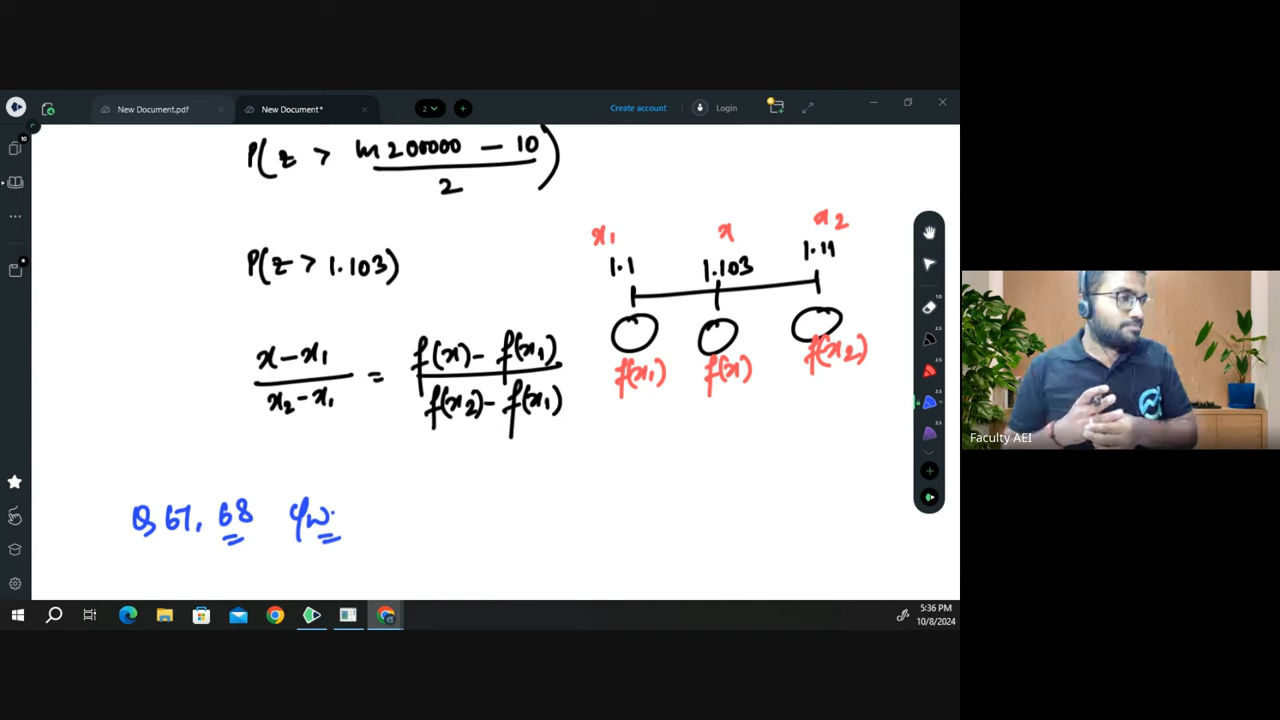 New Document.pdf
New Document*
2
Create account
Login
P(z > ln 200000 − 10 / 2)
P(z > 1.103)
x₁ x x₂
1.1 1.103 1.11
f(x₁) f(x) f(x₂)
x − x₁ / x₂ − x₁ = f(x) − f(x₁) / f(x₂) − f(x₁)
Q 67, 68
Faculty AEI
5:36 PM
10/8/2024